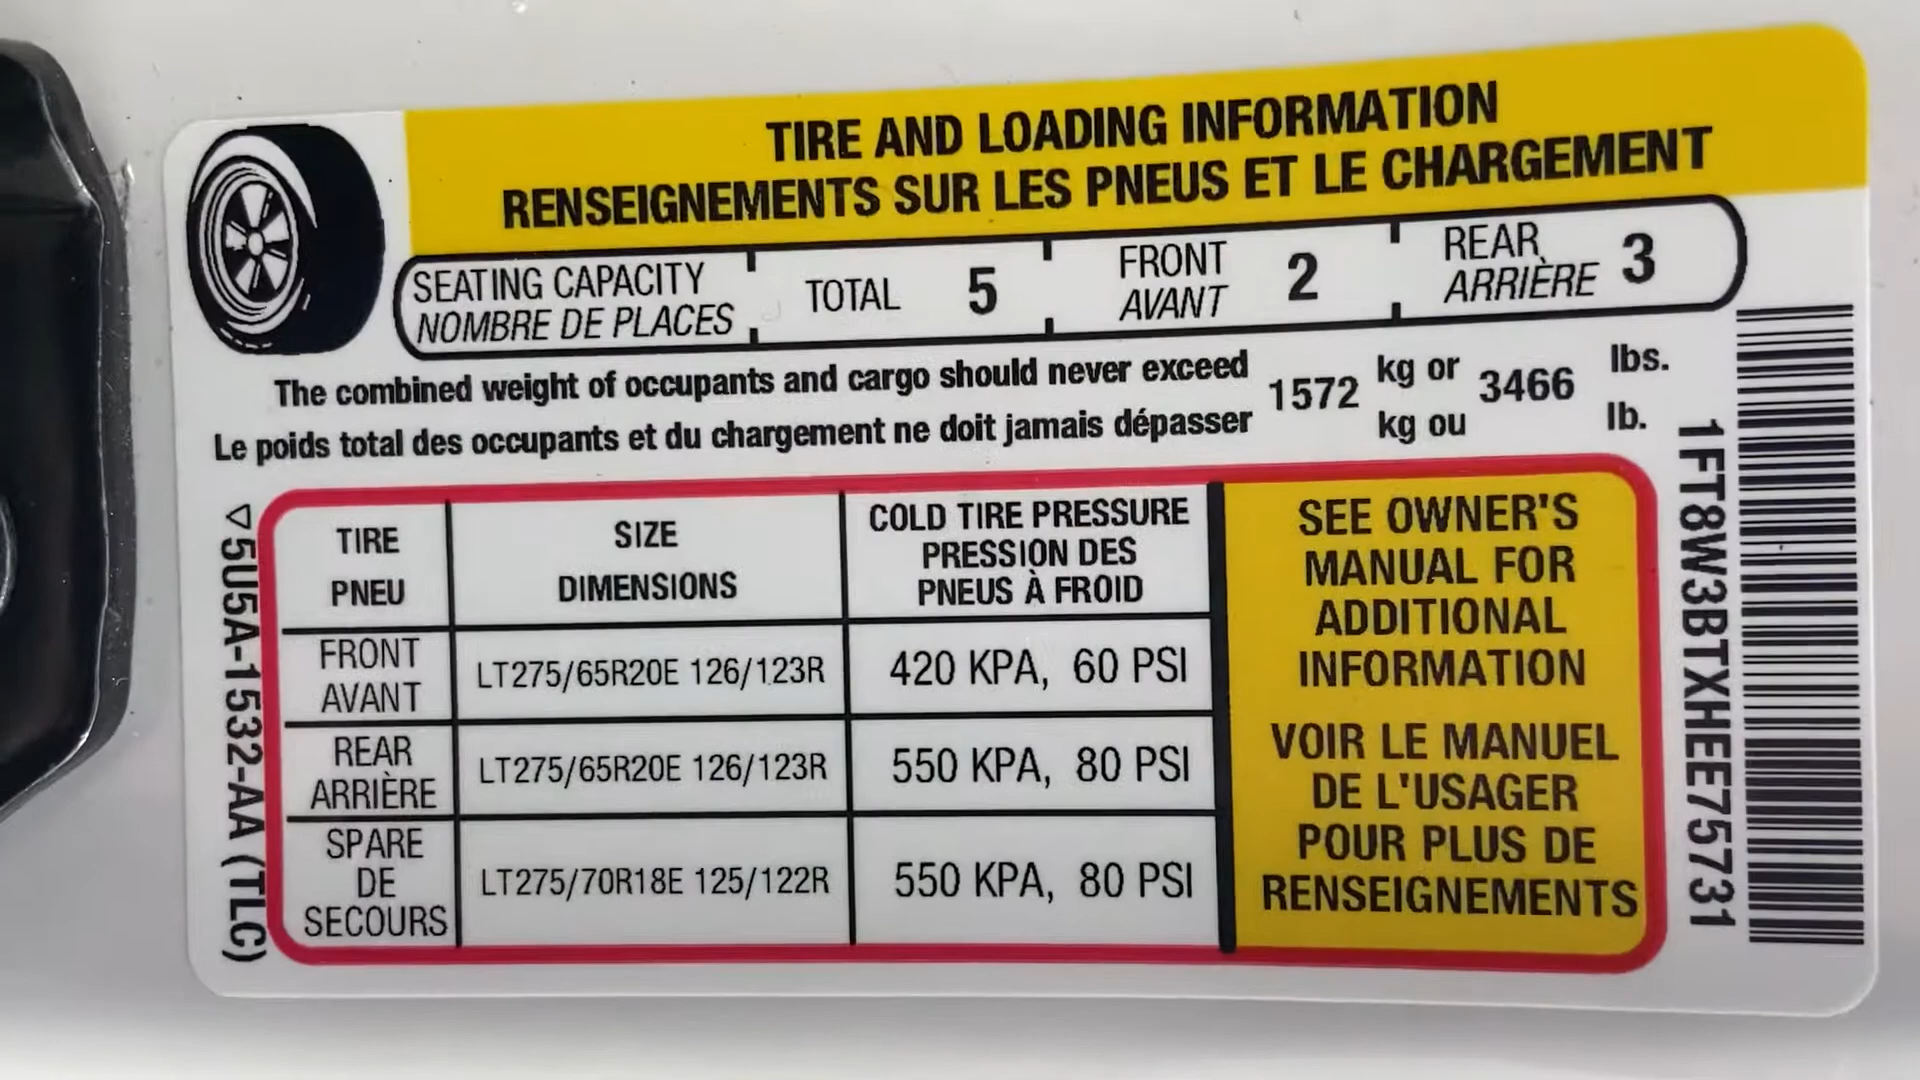 TIRE AND LOADING INFORMATION
RENSEIGNEMENTS SUR LES PNEUS ET LE CHARGEMENT
SEATING CAPACITY
NOMBRE DE PLACES
TOTAL 5
FRONT
AVANT
2
REAR
ARRIÈRE
3
The combined weight of occupants and cargo should never exceed 1572 kg or 3466 lbs.
Le poids total des occupants et du chargement ne doit jamais dépasser kg ou lb.
TIRE
PNEU
SIZE
DIMENSIONS
COLD TIRE PRESSURE
PRESSION DES
PNEUS À FROID
FRONT
AVANT
LT275/65R20E 126/123R
420 KPA, 60 PSI
REAR
ARRIÈRE
LT275/65R20E 126/123R
550 KPA, 80 PSI
SPARE
DE
SECOURS
LT275/70R18E 125/122R
550 KPA, 80 PSI
SEE OWNER'S
MANUAL FOR
ADDITIONAL
INFORMATION
VOIR LE MANUEL
DE L'USAGER
POUR PLUS DE
RENSEIGNEMENTS
▽5U5A-1532-AA (TLC)
1FT8W3BTXHEE75731